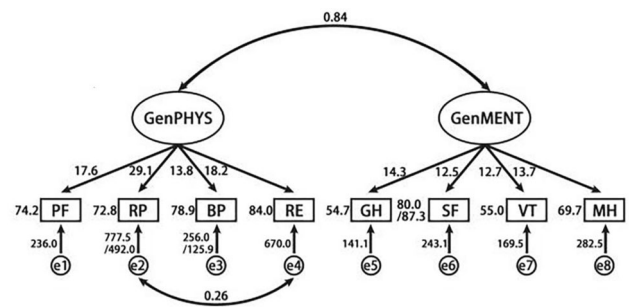 0.84
GenPHYS GenMENT
17.6 29.1 13.8 18.2 14.3 12.5 12.7 13.7
74.2 PF 72.8 RP 78.9 BP 84.0 RE 54.7 GH 80.0 /87.3 SF 55.0 VT 69.7 MH
236.0 777.5 /492.0 256.0 /125.9 670.0 141.1 243.1 169.5 282.5
e1 e2 e3 e4 e5 e6 e7 e8
0.26